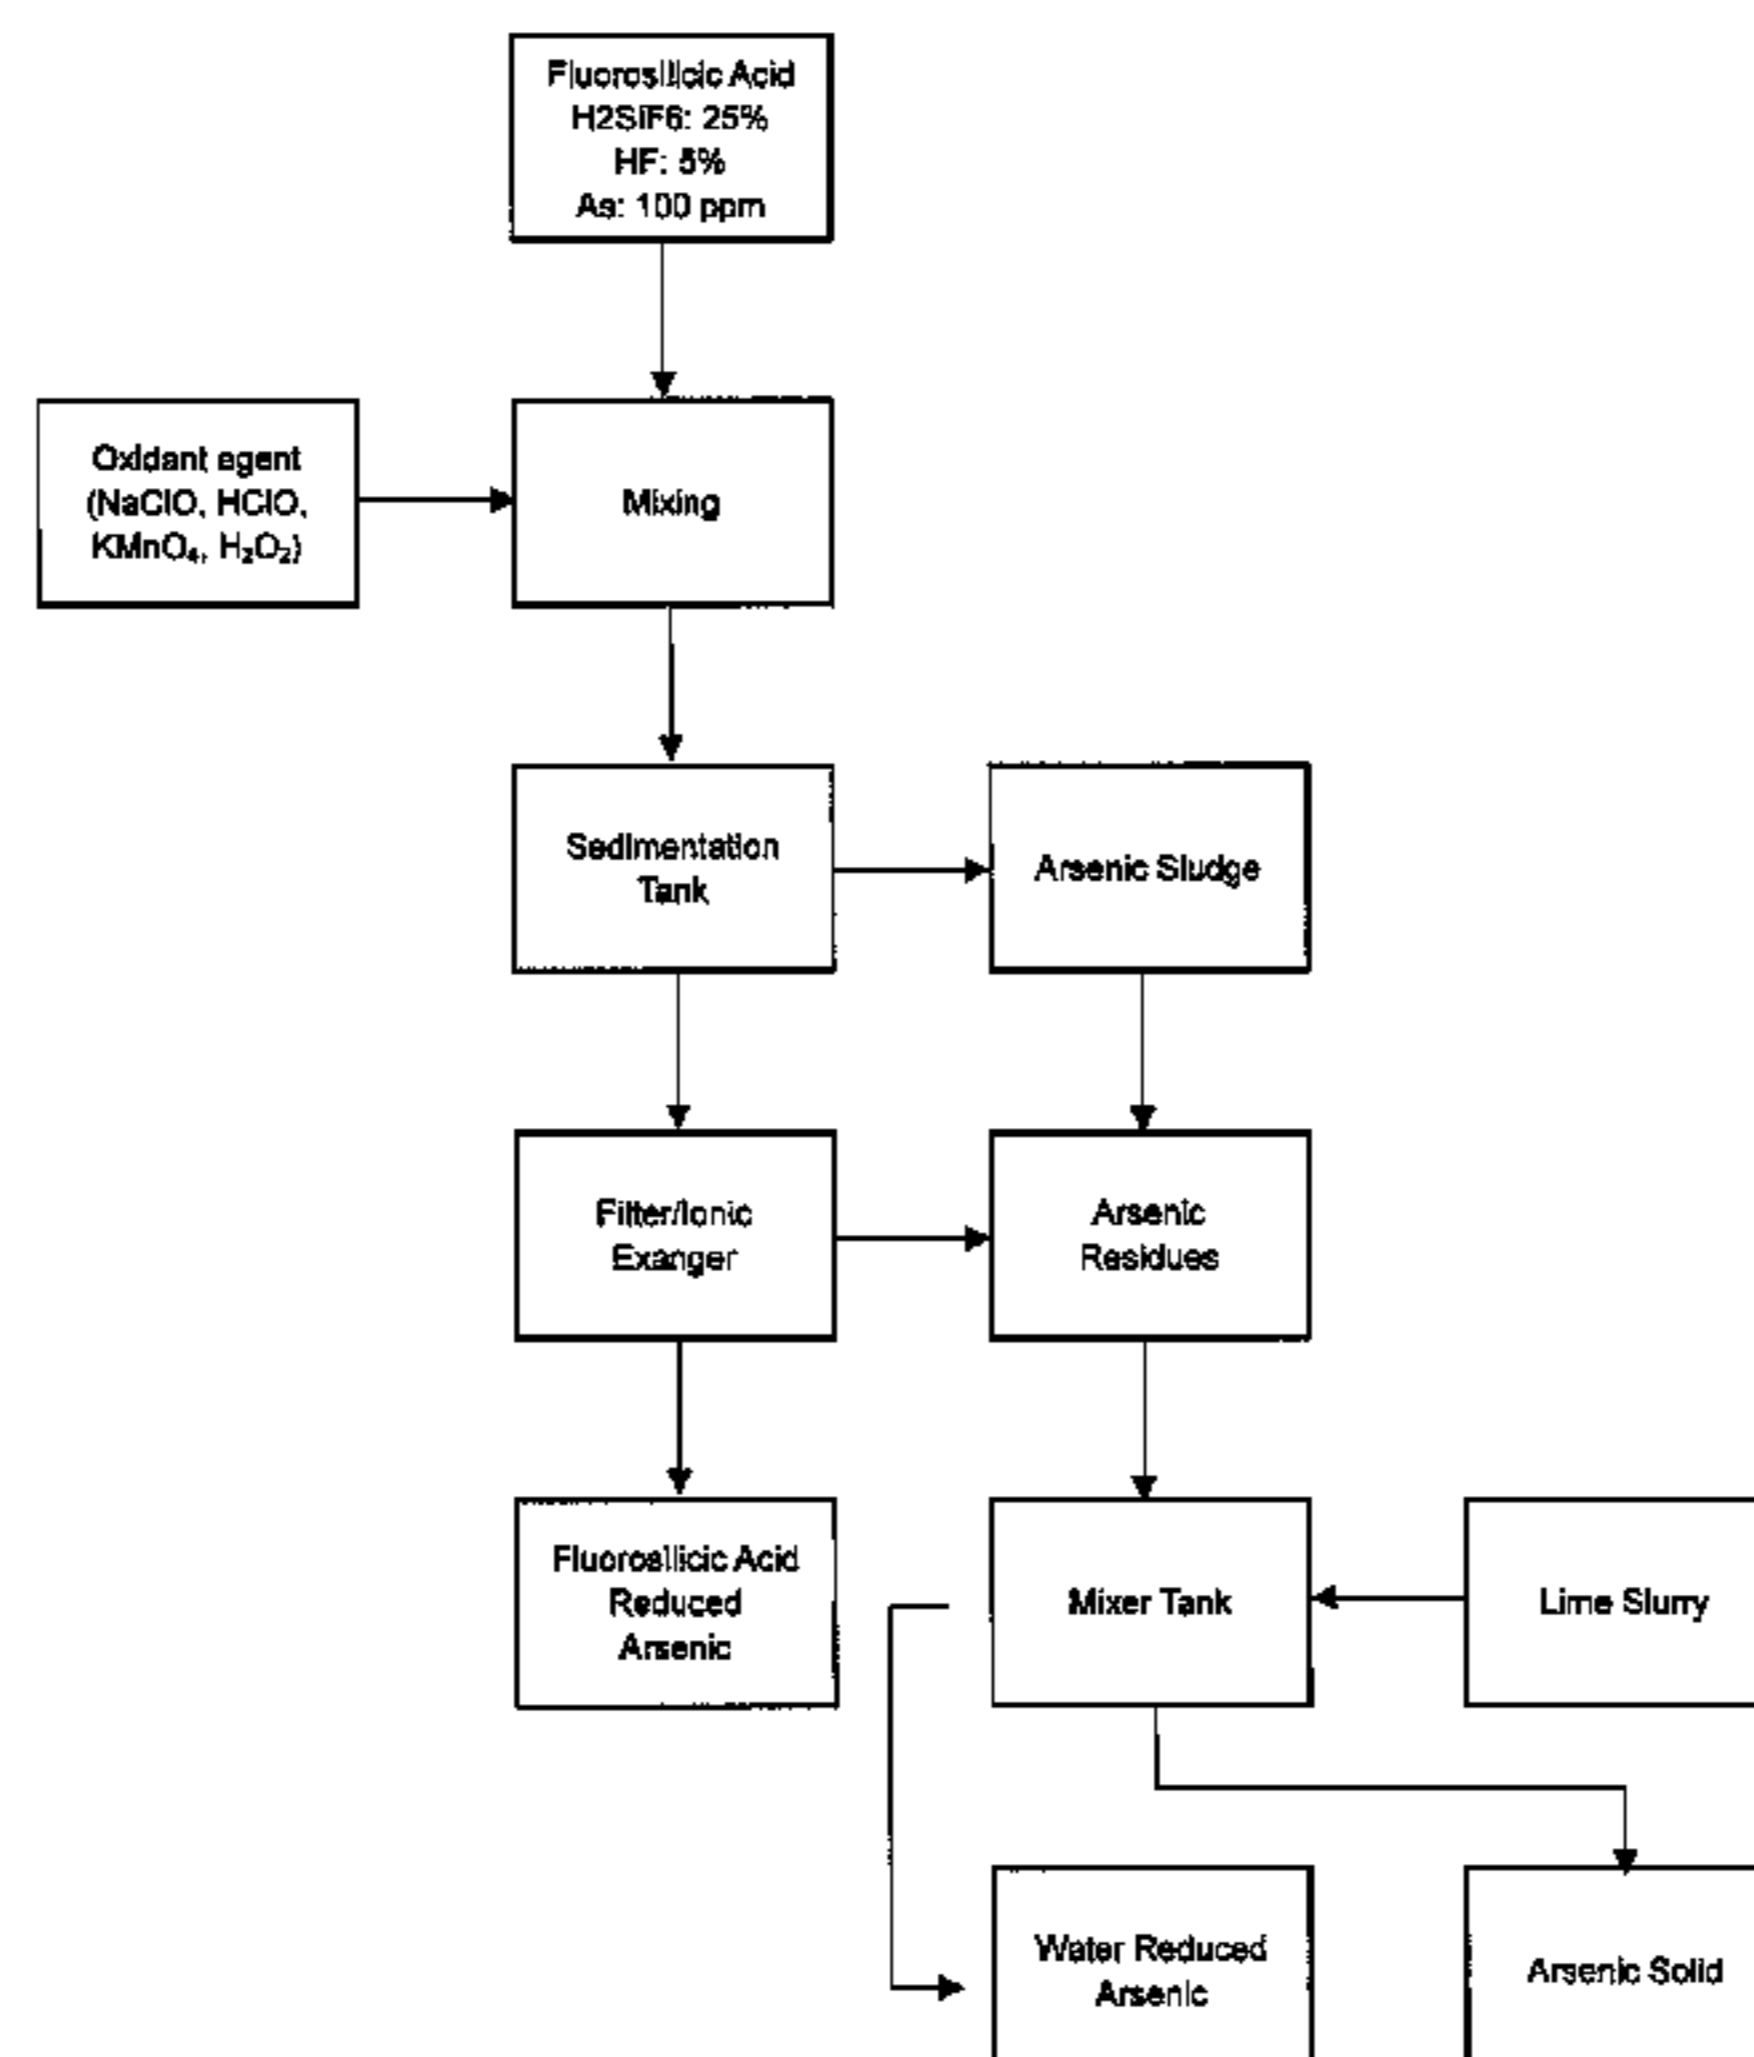 Fluorosilicic Acid
H2SiF6: 25%
HF: 5%
As: 100 ppm
Oxidant agent
(NaClO, HClO,
KMnO₄, H₂O₂)
Mixing
Sedimentation
Tank
Arsenic Sludge
Filter/Ionic
Exanger
Arsenic
Residues
Fluorosilicic Acid
Reduced
Arsenic
Mixer Tank
Lime Slurry
Water Reduced
Arsenic
Arsenic Solid